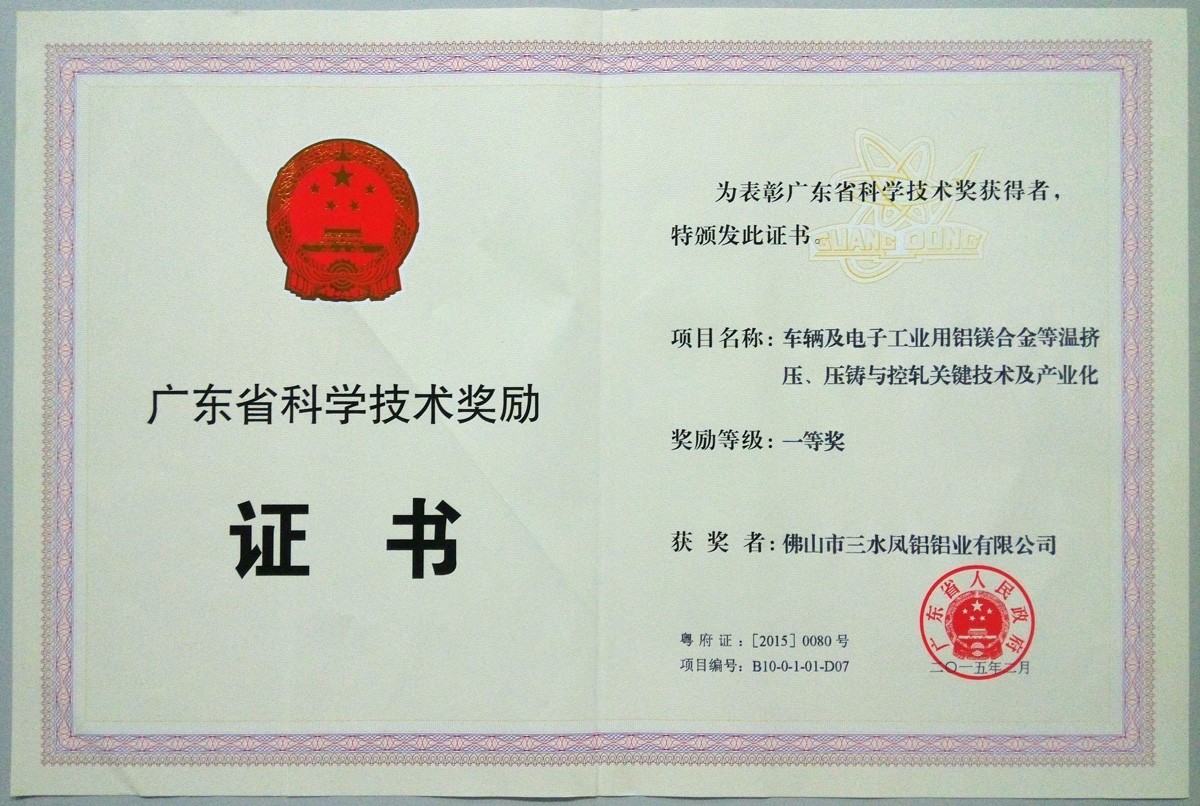 广东省科学技术奖励
证书
为表彰广东省科学技术奖获得者，
特颁发此证书。
GUANG DONG
项目名称：车辆及电子工业用铝镁合金等温挤
压、压铸与控轧关键技术及产业化
奖励等级：一等奖
获奖者：佛山市三水凤铝铝业有限公司
广东省人民政府
粤府证：［2015］0080号
项目编号：B10-0-1-01-D07
二〇一五年二月